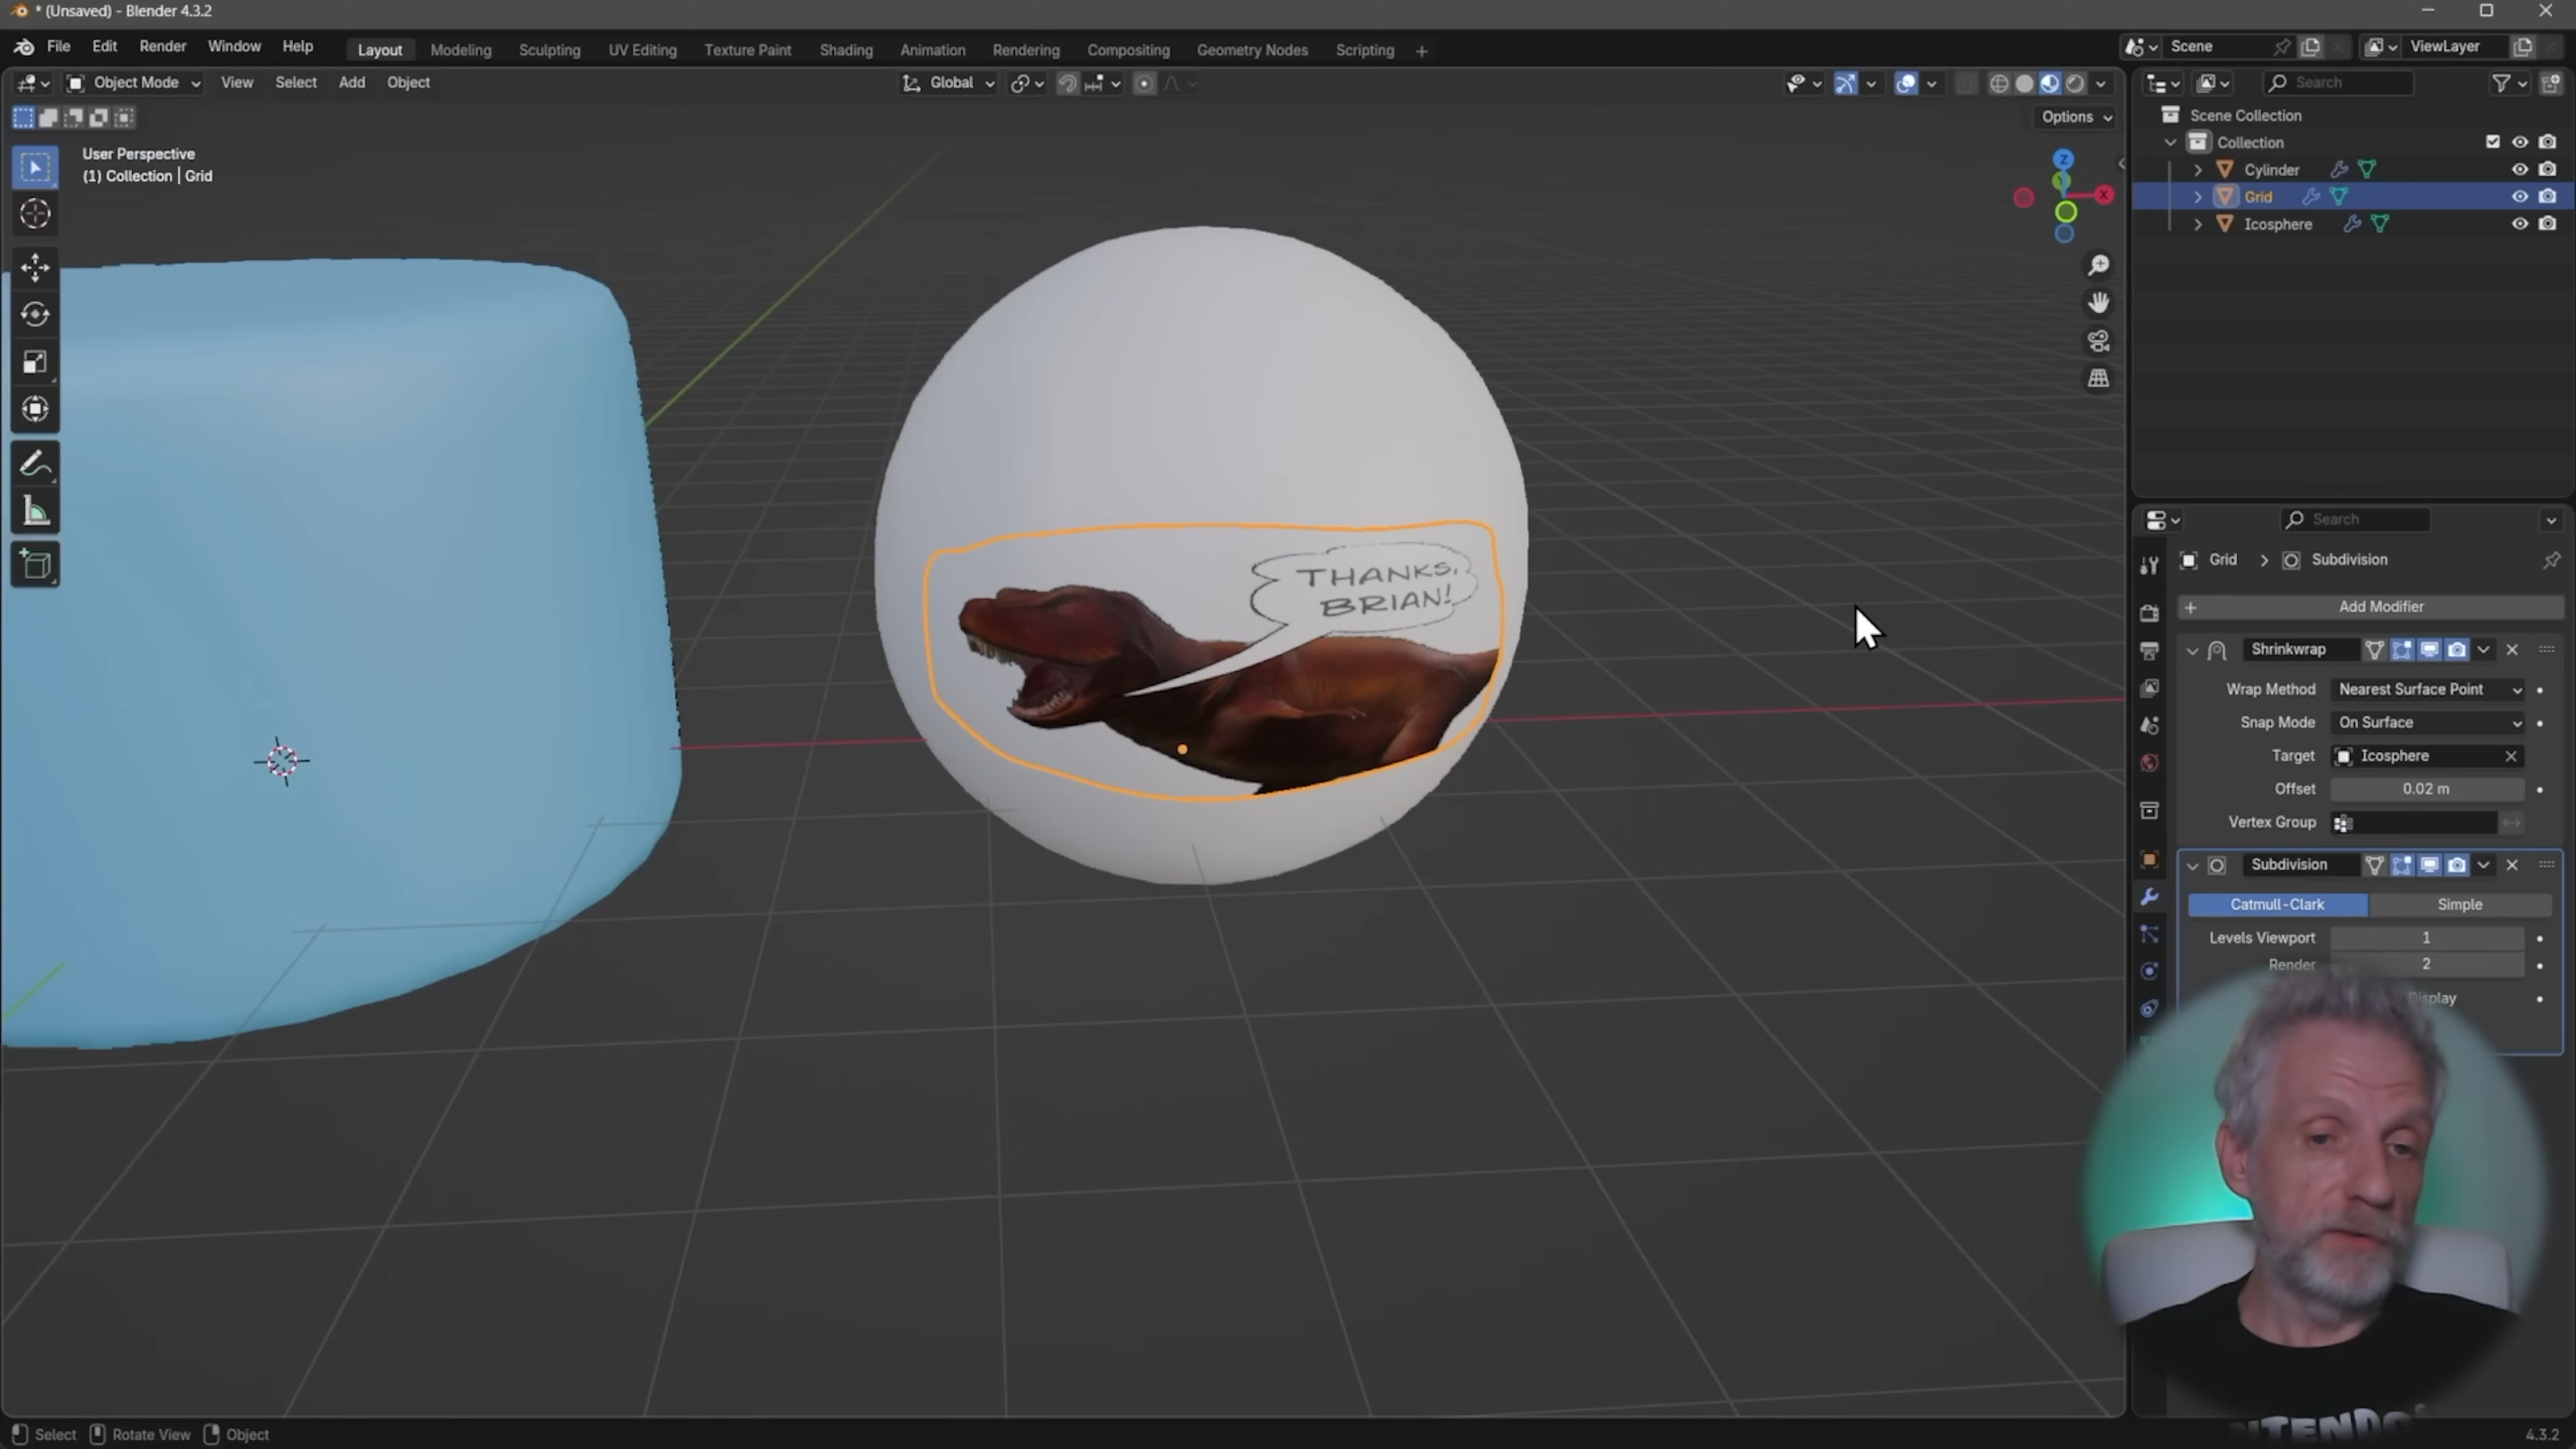 * (Unsaved) - Blender 4.3.2
File Edit Render Window Help Layout Modeling Sculpting UV Editing Texture Paint Shading Animation Rendering Compositing Geometry Nodes Scripting + Scene ViewLayer
Object Mode View Select Add Object Global Search
Options
User Perspective
(1) Collection | Grid
Z
X
Scene Collection
Collection
Cylinder
Grid
Icosphere
THANKS,
BRIAN!
Search
Grid > Subdivision
+ Add Modifier
Shrinkwrap
Wrap Method Nearest Surface Point
Snap Mode On Surface
Target Icosphere
Offset 0.02 m
Vertex Group
Subdivision
Catmull-Clark Simple
Levels Viewport 1
Render 2
Display
Select Rotate View Object
4.3.2